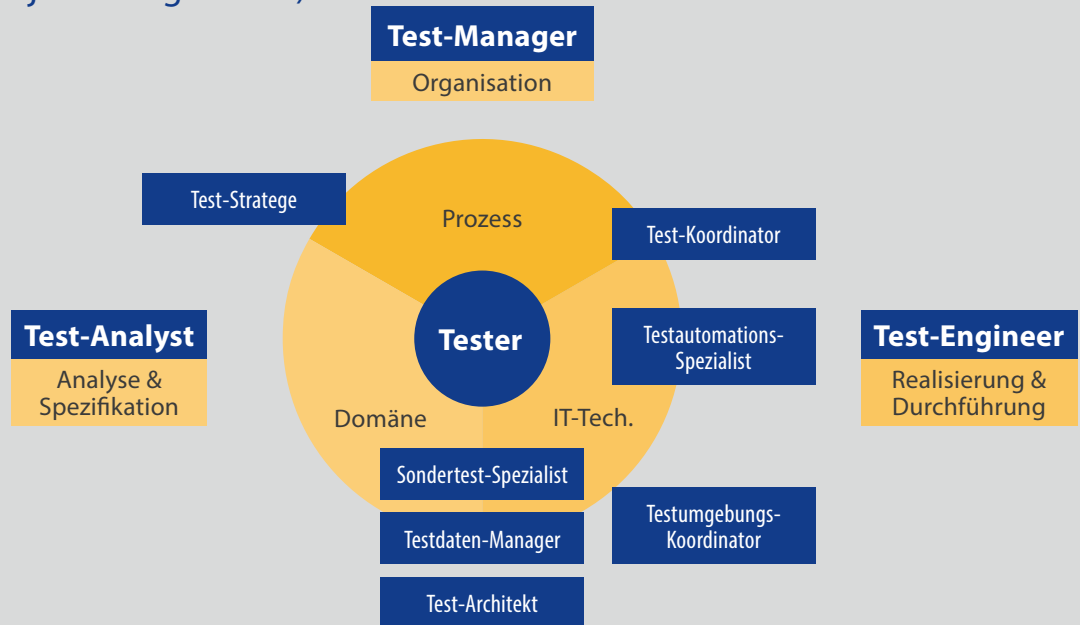 Test-Manager
Organisation
Test-Stratege
Prozess
Test-Koordinator
Test-Analyst
Analyse &
Spezifikation
Tester
Testautomations-
Spezialist
Test-Engineer
Realisierung &
Durchführung
Domäne
IT-Tech.
Sondertest-Spezialist
Testumgebungs-
Koordinator
Testdaten-Manager
Test-Architekt